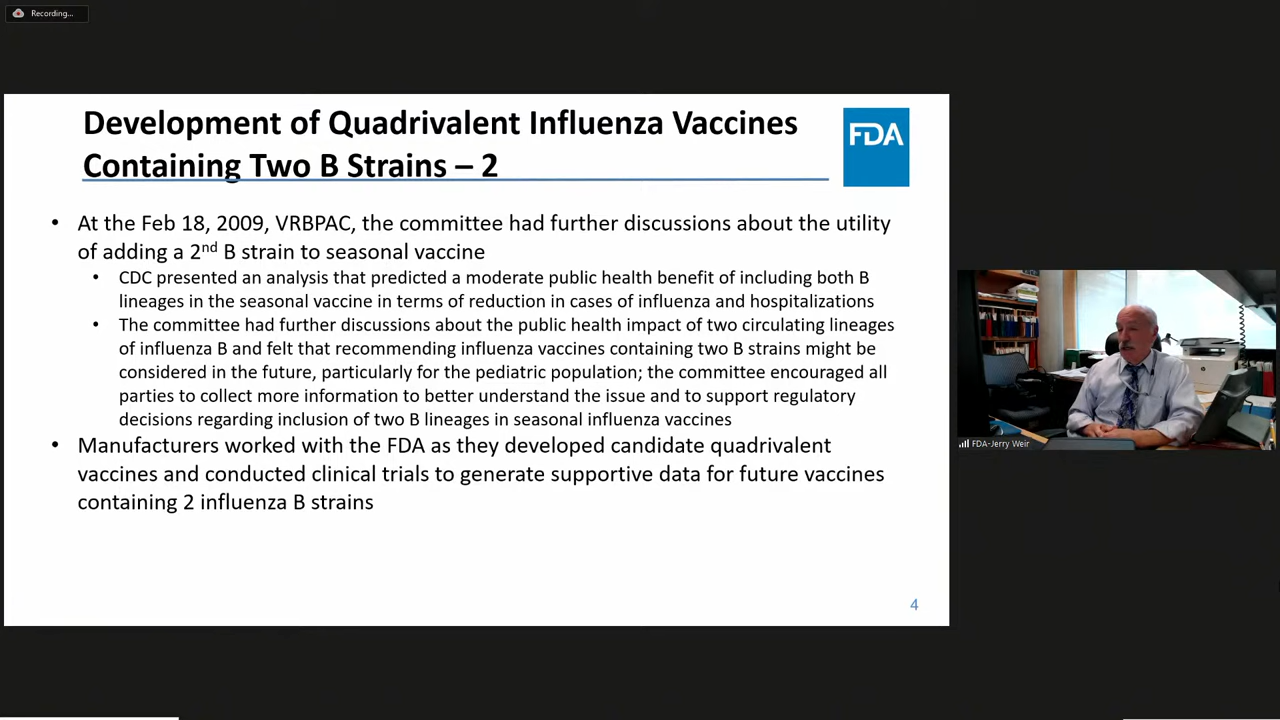 Recording...
Development of Quadrivalent Influenza Vaccines
Containing Two B Strains – 2
FDA
• At the Feb 18, 2009, VRBPAC, the committee had further discussions about the utility
of adding a 2nd B strain to seasonal vaccine
• CDC presented an analysis that predicted a moderate public health benefit of including both B
lineages in the seasonal vaccine in terms of reduction in cases of influenza and hospitalizations
• The committee had further discussions about the public health impact of two circulating lineages
of influenza B and felt that recommending influenza vaccines containing two B strains might be
considered in the future, particularly for the pediatric population; the committee encouraged all
parties to collect more information to better understand the issue and to support regulatory
decisions regarding inclusion of two B lineages in seasonal influenza vaccines
• Manufacturers worked with the FDA as they developed candidate quadrivalent
vaccines and conducted clinical trials to generate supportive data for future vaccines
containing 2 influenza B strains
4
FDA-Jerry Weir